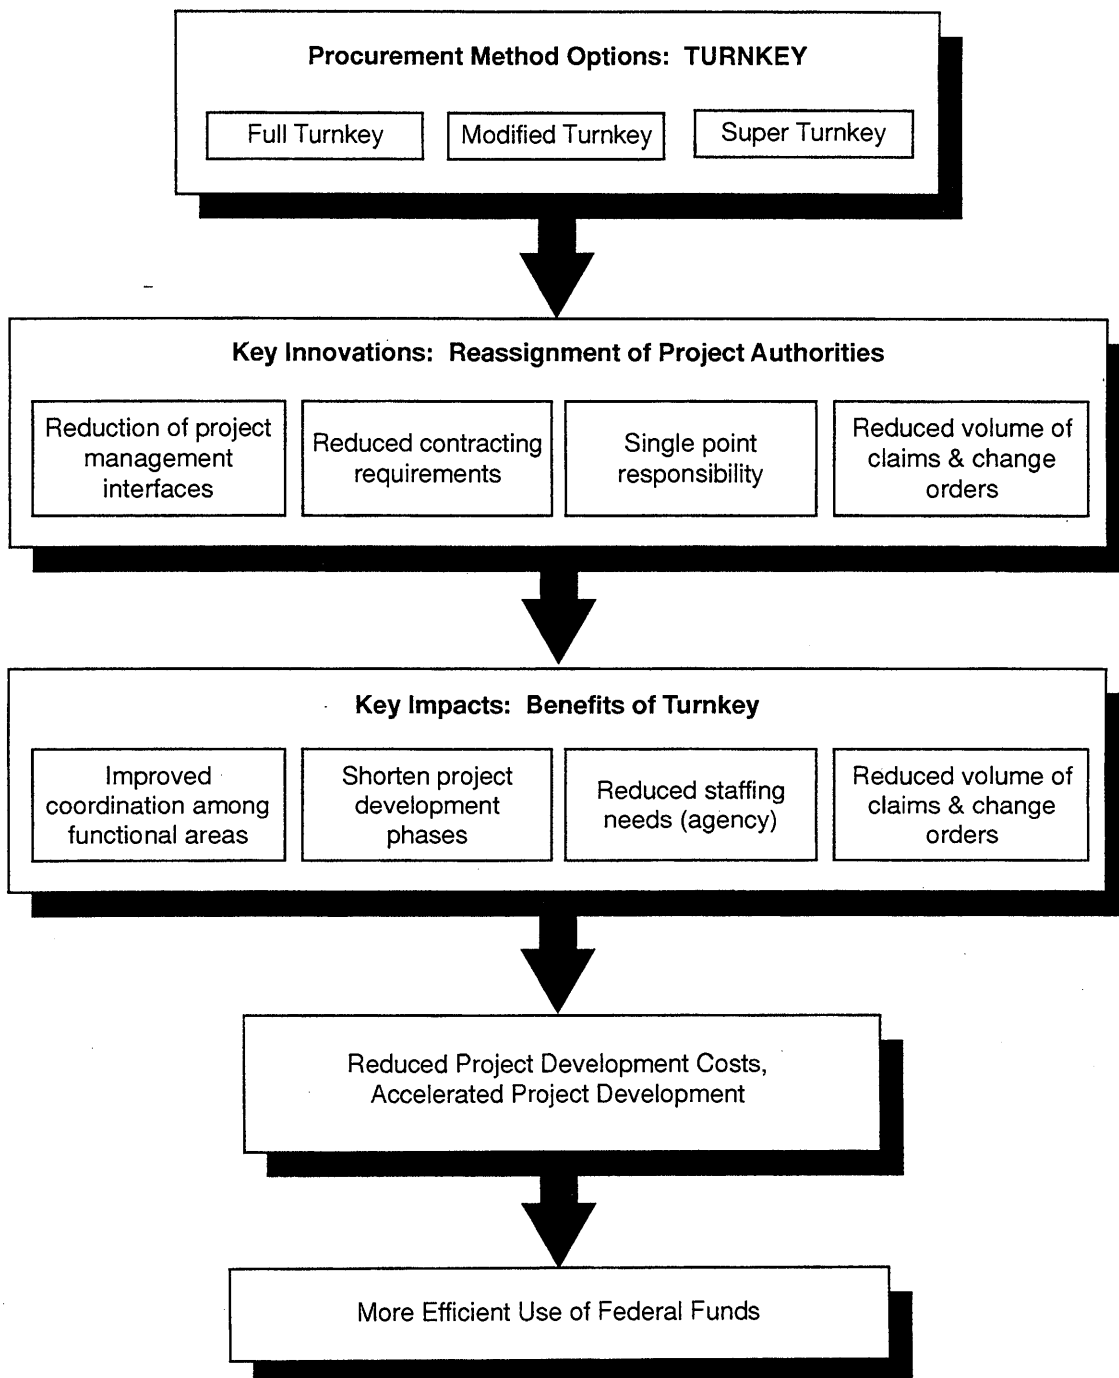 Procurement Method Options: TURNKEY
Full Turnkey
Modified Turnkey
Super Turnkey
Key Innovations: Reassignment of Project Authorities
Reduction of project
management
interfaces
Reduced contracting
requirements
Single point
responsibility
Reduced volume of
claims & change
orders
Key Impacts: Benefits of Turnkey
Improved
coordination among
functional areas
Shorten project
development
phases
Reduced staffing
needs (agency)
Reduced volume of
claims & change
orders
Reduced Project Development Costs,
Accelerated Project Development
More Efficient Use of Federal Funds